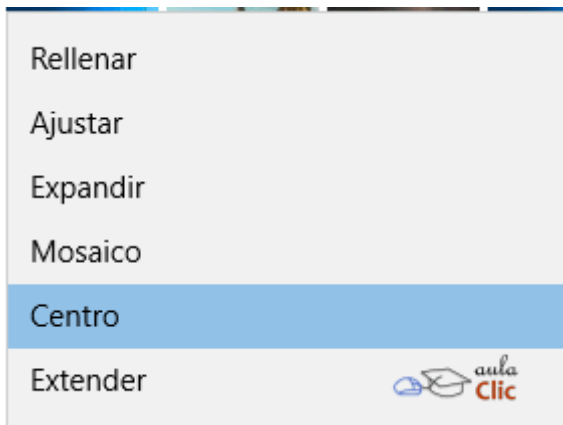 Rellenar
Ajustar
Expandir
Mosaico
Centro
Extender
aula
Clic